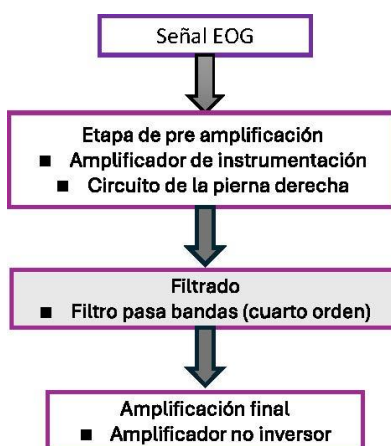 Señal EOG
Etapa de pre amplificación
▪ Amplificador de instrumentación
▪ Circuito de la pierna derecha
Filtrado
▪ Filtro pasa bandas (cuarto orden)
Amplificación final
▪ Amplificador no inversor